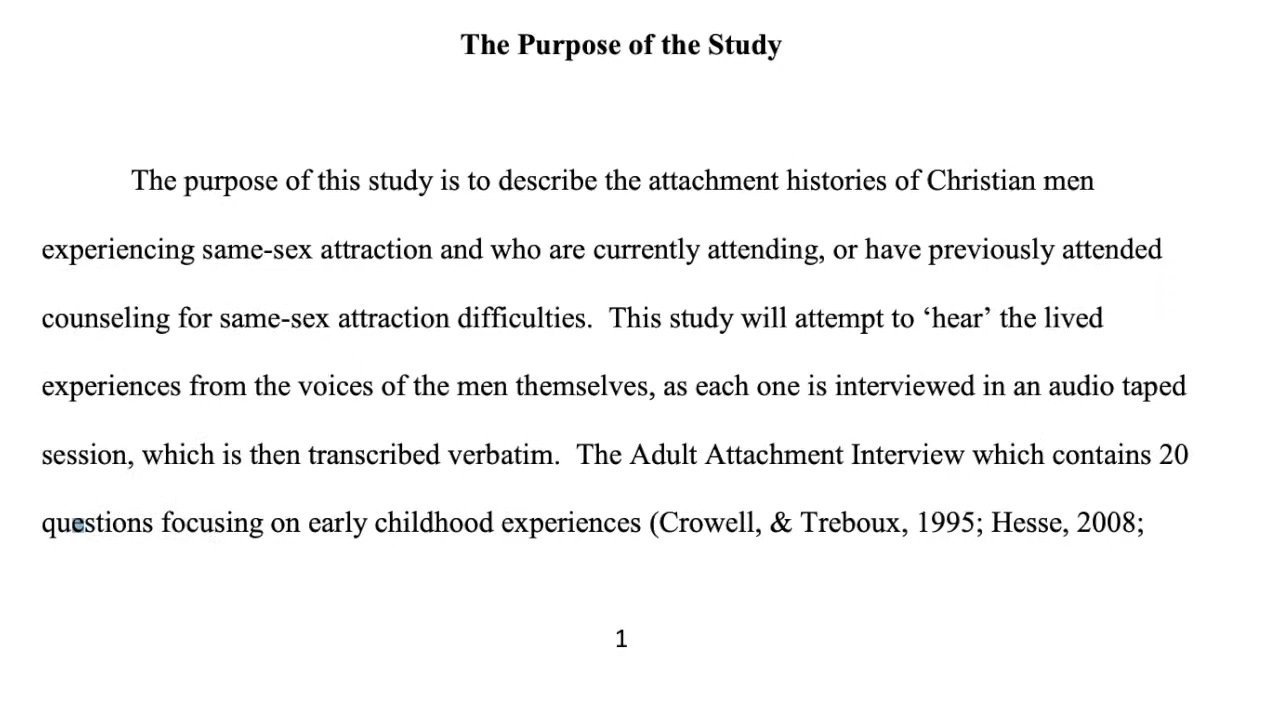 The Purpose of the Study
The purpose of this study is to describe the attachment histories of Christian men
experiencing same-sex attraction and who are currently attending, or have previously attended
counseling for same-sex attraction difficulties.  This study will attempt to ‘hear’ the lived
experiences from the voices of the men themselves, as each one is interviewed in an audio taped
session, which is then transcribed verbatim.  The Adult Attachment Interview which contains 20
questions focusing on early childhood experiences (Crowell, & Treboux, 1995; Hesse, 2008;
1